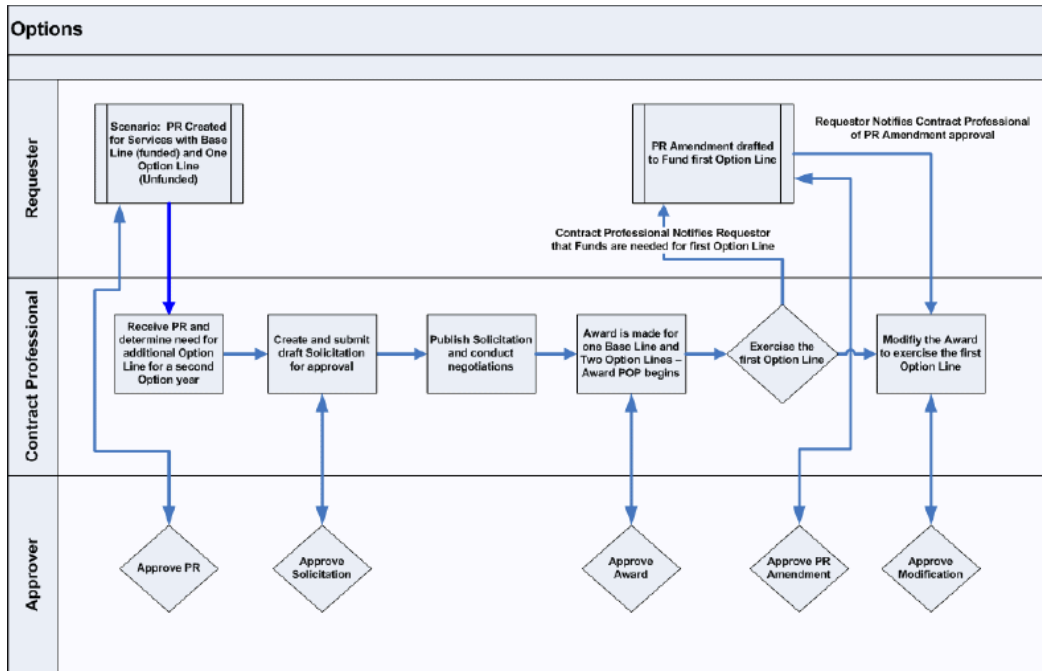 Options
Requester
Scenario: PR Created
for Services with Base
Line (funded) and One
Option Line
(Unfunded)
PR Amendment drafted
to Fund first Option Line
Requestor Notifies Contract Professional
of PR Amendment approval
Contract Professional Notifies Requestor
that Funds are needed for first Option Line
Contract Professional
Receive PR and
determine need for
additional Option
Line for a second
Option year
Create and submit
draft Solicitation
for approval
Publish Solicitation
and conduct
negotiations
Award is made for
one Base Line and
Two Option Lines –
Award POP begins
Exercise the
first Option Line
Modifiy the Award
to exercise the first
Option Line
Approver
Approve PR
Approve
Solicitation
Approve
Award
Approve PR
Amendment
Approve
Modification